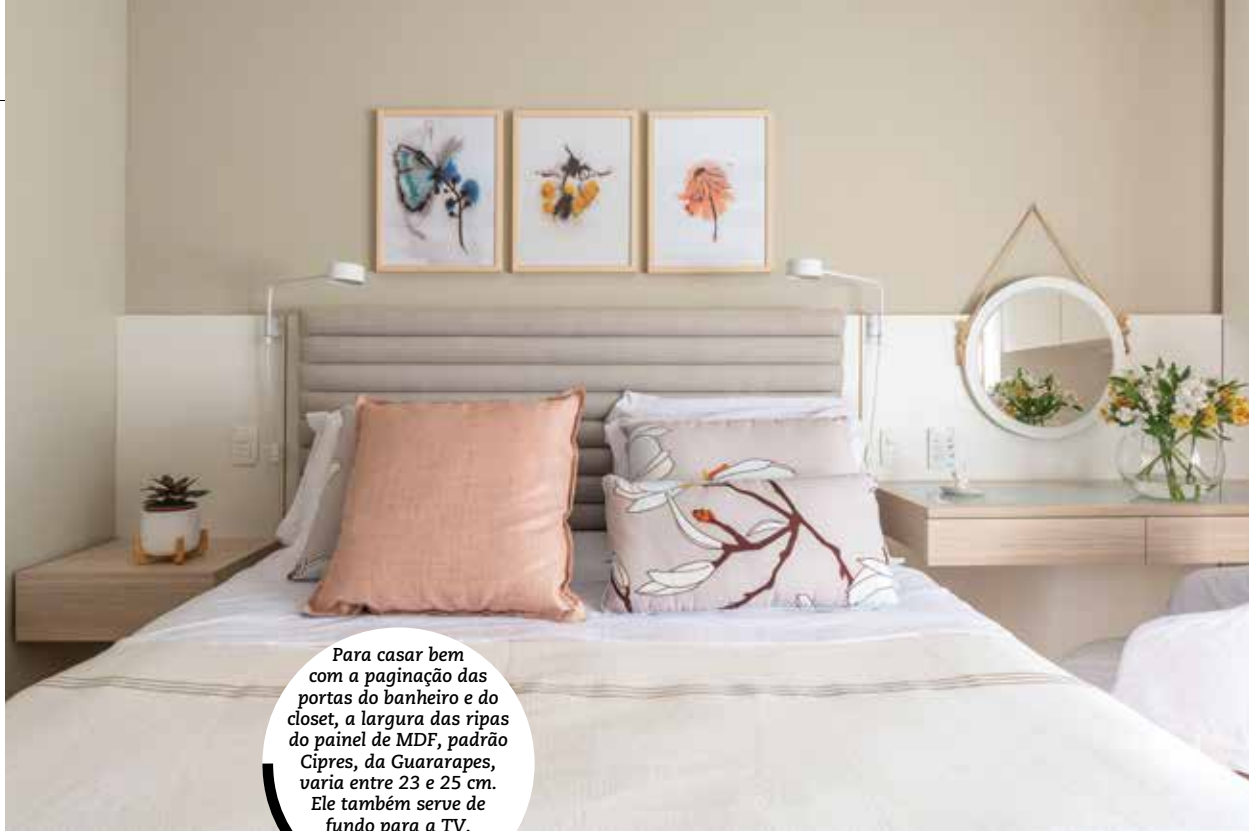 Para casar bem
com a paginação das
portas do banheiro e do
closet, a largura das ripas
do painel de MDF, padrão
Cipres, da Guararapes,
varia entre 23 e 25 cm.
Ele também serve de
fundo para a TV.